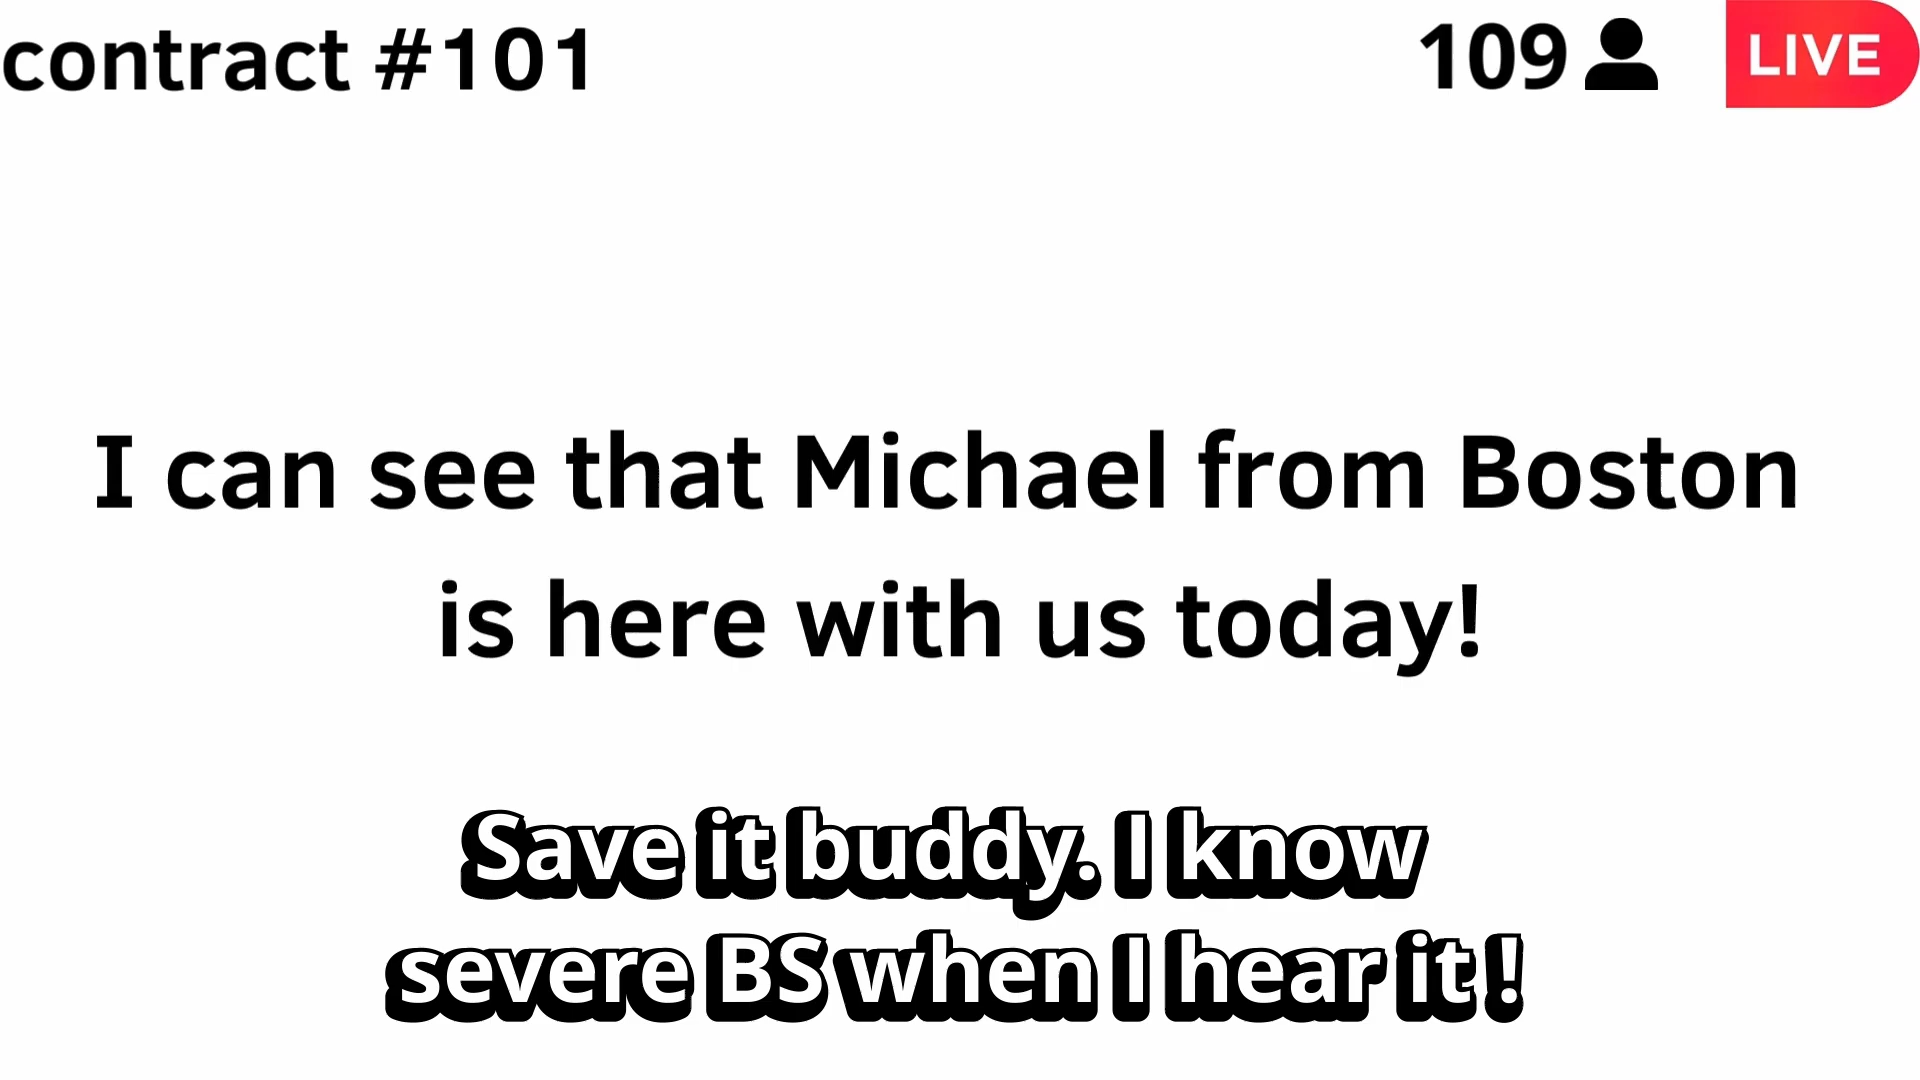 contract #101
109
LIVE
I can see that Michael from Boston
is here with us today!
Save it buddy. I know
severe BS when I hear it !